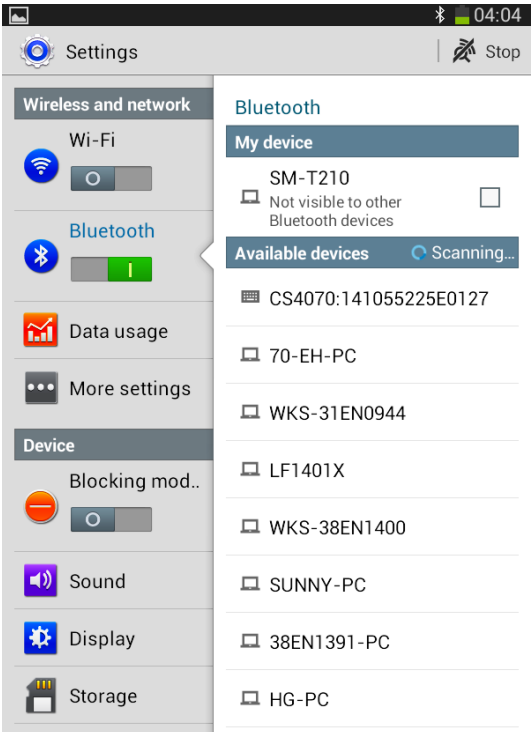 04:04
Settings
Stop
Wireless and network
Wi-Fi
Bluetooth
Data usage
More settings
Device
Blocking mod..
Sound
Display
Storage
Bluetooth
My device
SM-T210
Not visible to other
Bluetooth devices
Available devices
Scanning...
CS4070:141055225E0127
70-EH-PC
WKS-31EN0944
LF1401X
WKS-38EN1400
SUNNY-PC
38EN1391-PC
HG-PC